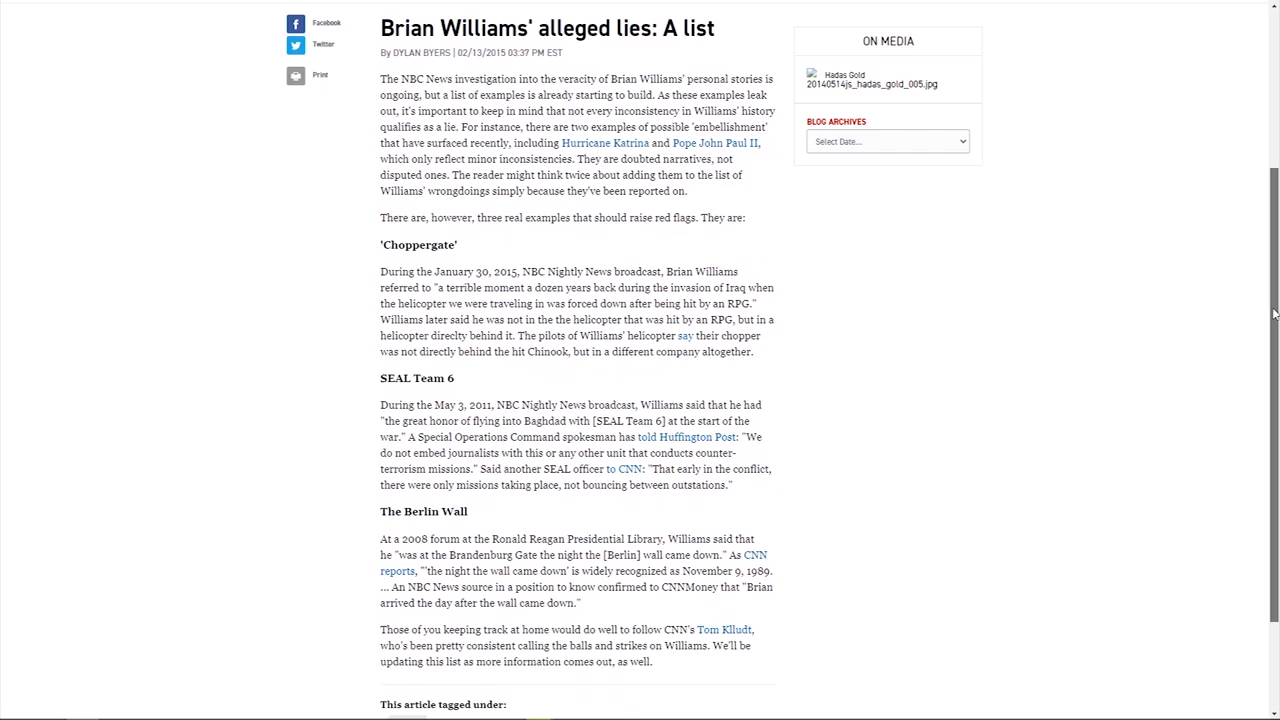 Facebook
Twitter
Print
Brian Williams' alleged lies: A list
By DYLAN BYERS | 02/13/2015 03:37 PM EST
The NBC News investigation into the veracity of Brian Williams' personal stories is
ongoing, but a list of examples is already starting to build. As these examples leak
out, it's important to keep in mind that not every inconsistency in Williams' history
qualifies as a lie. For instance, there are two examples of possible 'embellishment'
that have surfaced recently, including Hurricane Katrina and Pope John Paul II,
which only reflect minor inconsistencies. They are doubted narratives, not
disputed ones. The reader might think twice about adding them to the list of
Williams' wrongdoings simply because they've been reported on.
There are, however, three real examples that should raise red flags. They are:
'Choppergate'
During the January 30, 2015, NBC Nightly News broadcast, Brian Williams
referred to "a terrible moment a dozen years back during the invasion of Iraq when
the helicopter we were traveling in was forced down after being hit by an RPG."
Williams later said he was not in the the helicopter that was hit by an RPG, but in a
helicopter direclty behind it. The pilots of Williams' helicopter say their chopper
was not directly behind the hit Chinook, but in a different company altogether.
SEAL Team 6
During the May 3, 2011, NBC Nightly News broadcast, Williams said that he had
"the great honor of flying into Baghdad with [SEAL Team 6] at the start of the
war." A Special Operations Command spokesman has told Huffington Post: "We
do not embed journalists with this or any other unit that conducts counter-
terrorism missions." Said another SEAL officer to CNN: "That early in the conflict,
there were only missions taking place, not bouncing between outstations."
The Berlin Wall
At a 2008 forum at the Ronald Reagan Presidential Library, Williams said that
he "was at the Brandenburg Gate the night the [Berlin] wall came down." As CNN
reports, "'the night the wall came down' is widely recognized as November 9, 1989.
... An NBC News source in a position to know confirmed to CNNMoney that "Brian
arrived the day after the wall came down."
Those of you keeping track at home would do well to follow CNN's Tom Klludt,
who's been pretty consistent calling the balls and strikes on Williams. We'll be
updating this list as more information comes out, as well.
This article tagged under:
ON MEDIA
Hadas Gold
20140514js_hadas_gold_005.jpg
BLOG ARCHIVES
Select Date...